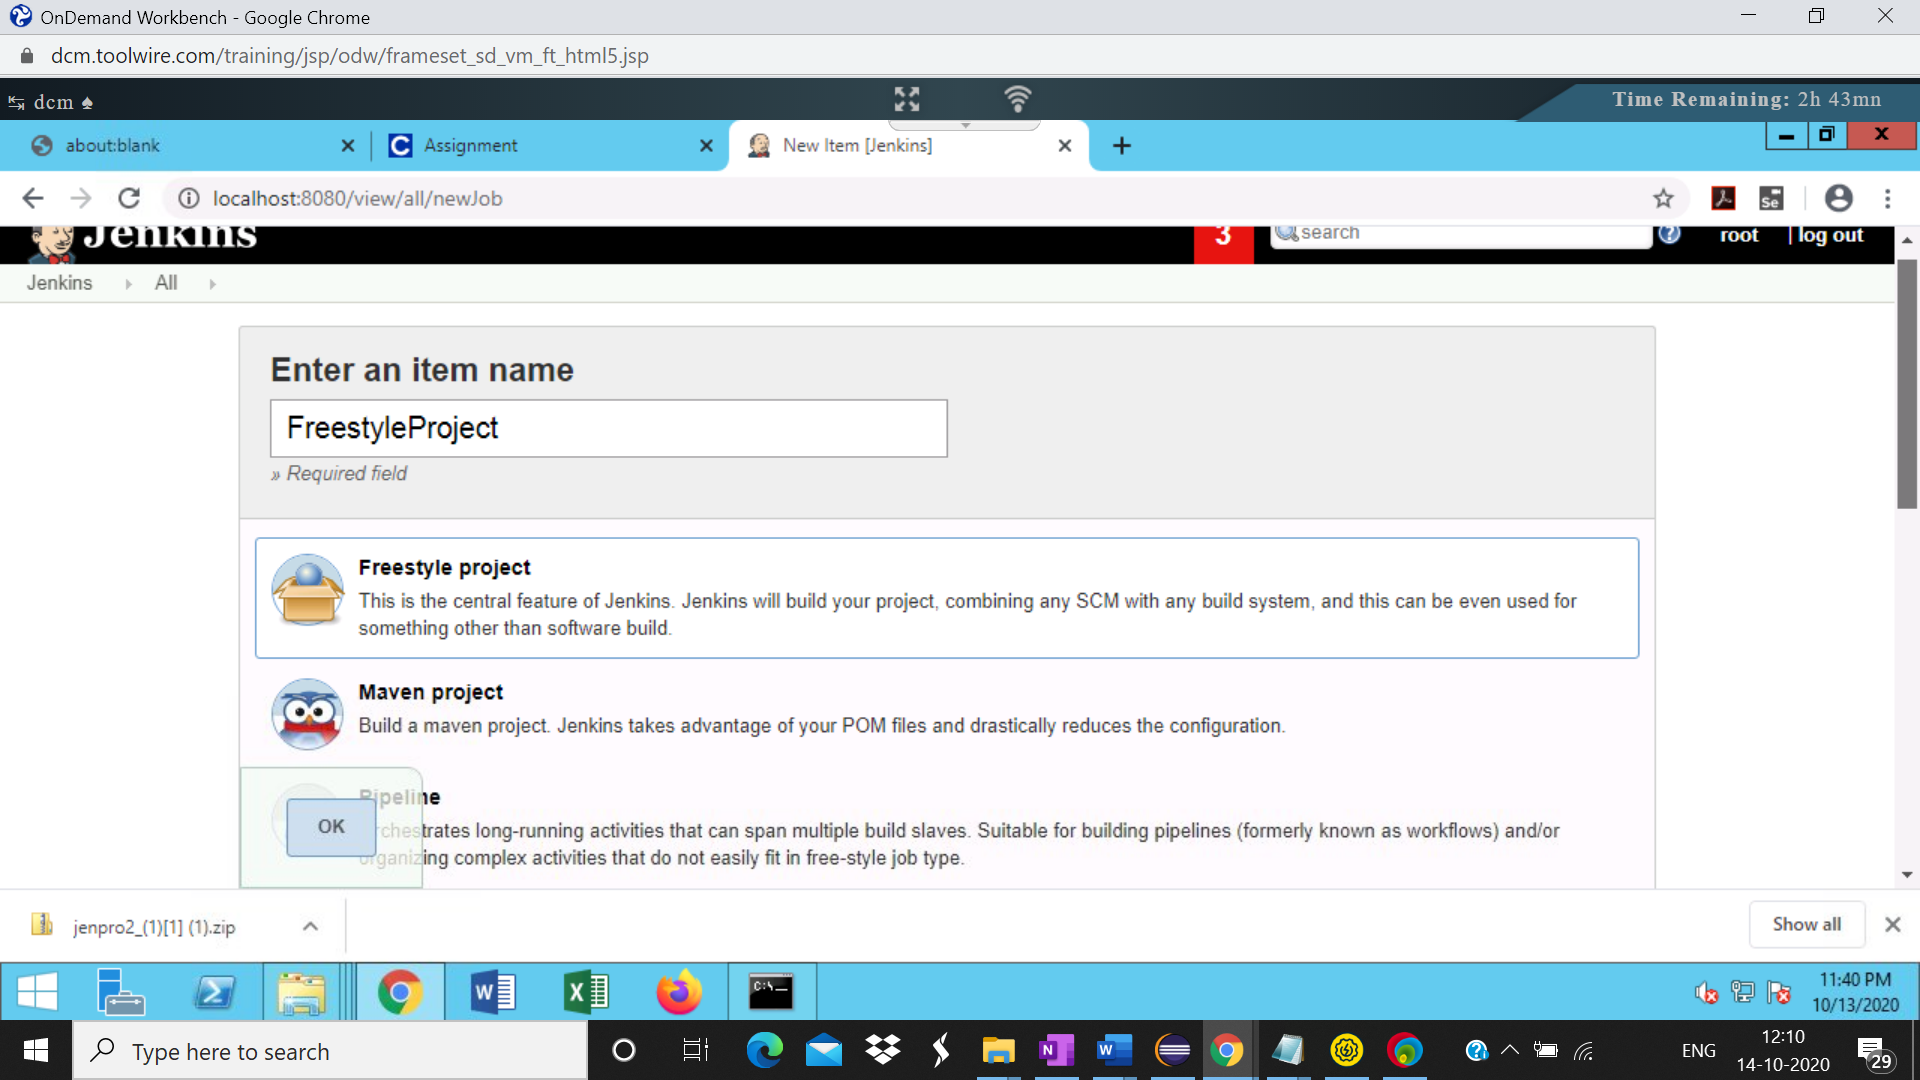 OnDemand Workbench - Google Chrome
dcm.toolwire.com/training/jsp/odw/frameset_sd_vm_ft_html5.jsp
dcm ♠
Time Remaining: 2h 43mn
about:blank
Assignment
New Item [Jenkins]
localhost:8080/view/all/newJob
Se
Jenkins
3
search
root
| log out
Jenkins
All
Enter an item name
FreestyleProject
» Required field
Freestyle project
This is the central feature of Jenkins. Jenkins will build your project, combining any SCM with any build system, and this can be even used for
something other than software build.
Maven project
Build a maven project. Jenkins takes advantage of your POM files and drastically reduces the configuration.
Pipeline
Orchestrates long-running activities that can span multiple build slaves. Suitable for building pipelines (formerly known as workflows) and/or
organizing complex activities that do not easily fit in free-style job type.
OK
jenpro2_(1)[1] (1).zip
Show all
11:40 PM
10/13/2020
Type here to search
ENG
12:10
14-10-2020
29